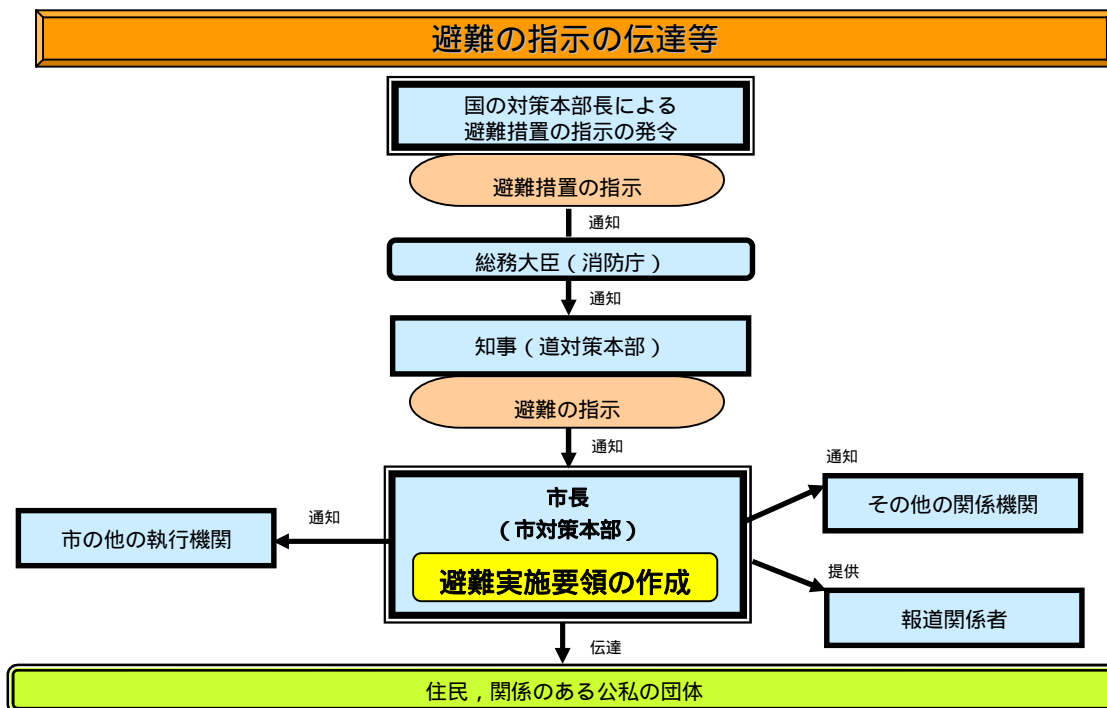 避難の指示の伝達等
国の対策本部長による
避難措置の指示の発令
避難措置の指示
通知
総務大臣（消防庁）
通知
知事（道対策本部）
避難の指示
通知
市長
（市対策本部）
避難実施要領の作成
通知
市の他の執行機関
通知
その他の関係機関
提供
報道関係者
伝達
住民，関係のある公私の団体